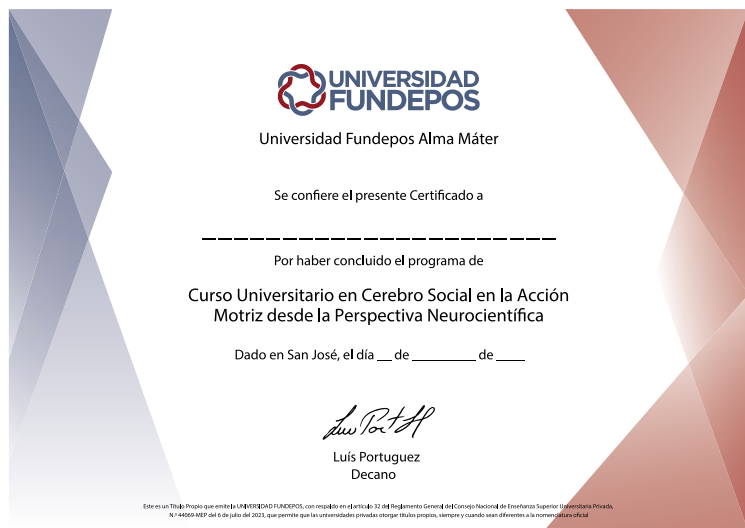 UNIVERSIDAD
FUNDEPOS
Universidad Fundepos Alma Máter
Se confiere el presente Certificado a
Por haber concluido el programa de
Curso Universitario en Cerebro Social en la Acción
Motriz desde la Perspectiva Neurocientífica
Dado en San José, el día __ de ________ de ____
Luís Portuguez
Decano
Este es un Título Propio que emite la UNIVERSIDAD FUNDEPOS, con respaldo en el artículo 32 del Reglamento General del Consejo Nacional de Enseñanza Superior Universitaria Privada,
N.º 44069-MEP del 6 de julio del 2023, que permite que las universidades privadas otorgar títulos propios, siempre y cuando sean diferentes a la nomenclatura oficial